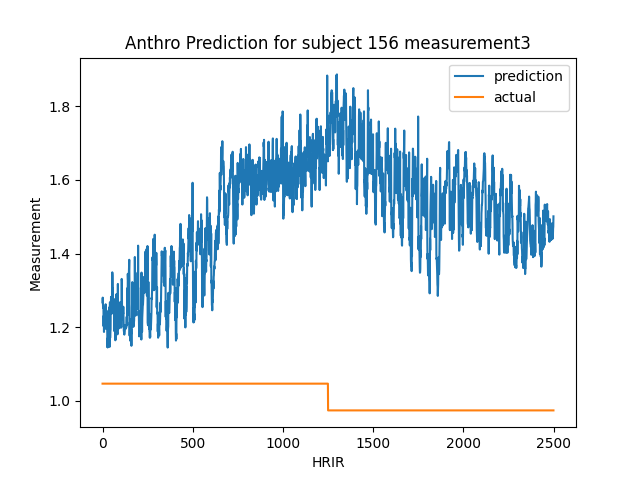 Anthro Prediction for subject 156 measurement3
prediction
actual
1.8
1.6
1.4
1.2
1.0
Measurement
0
500
1000
1500
2000
2500
HRIR